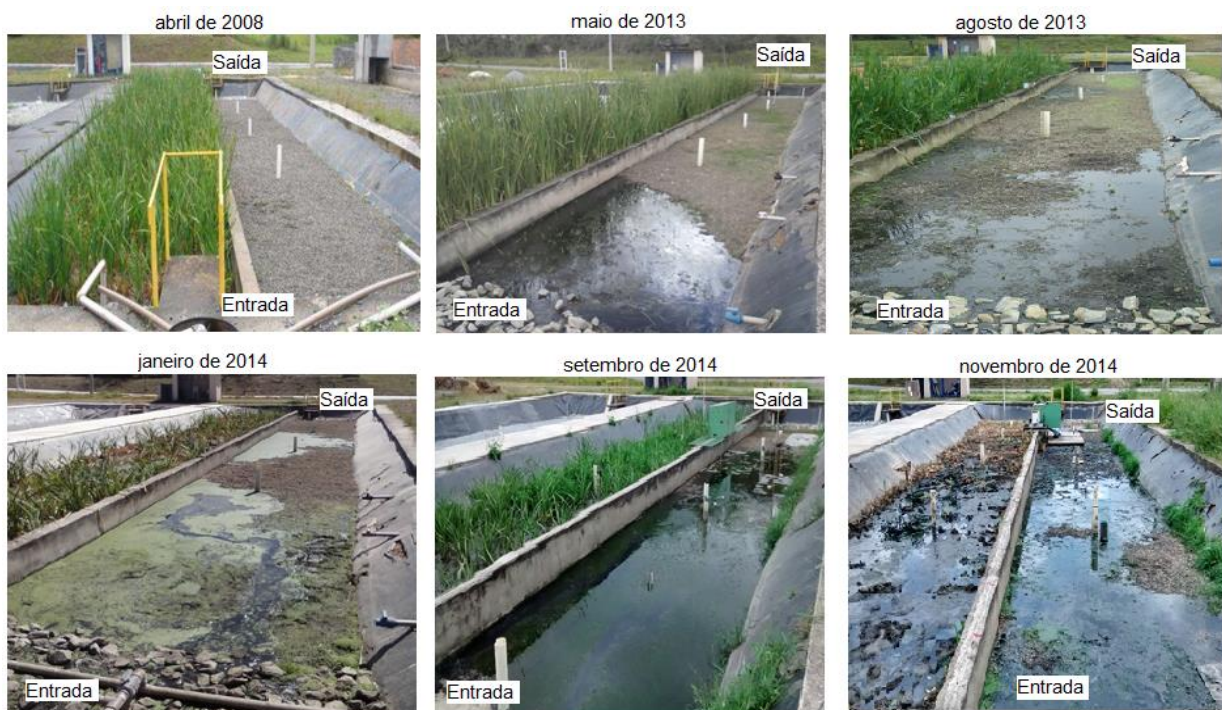 abril de 2008
maio de 2013
agosto de 2013
Saída
Saída
Saída
Entrada
Entrada
Entrada
janeiro de 2014
setembro de 2014
novembro de 2014
Saída
Saída
Saída
Entrada
Entrada
Entrada